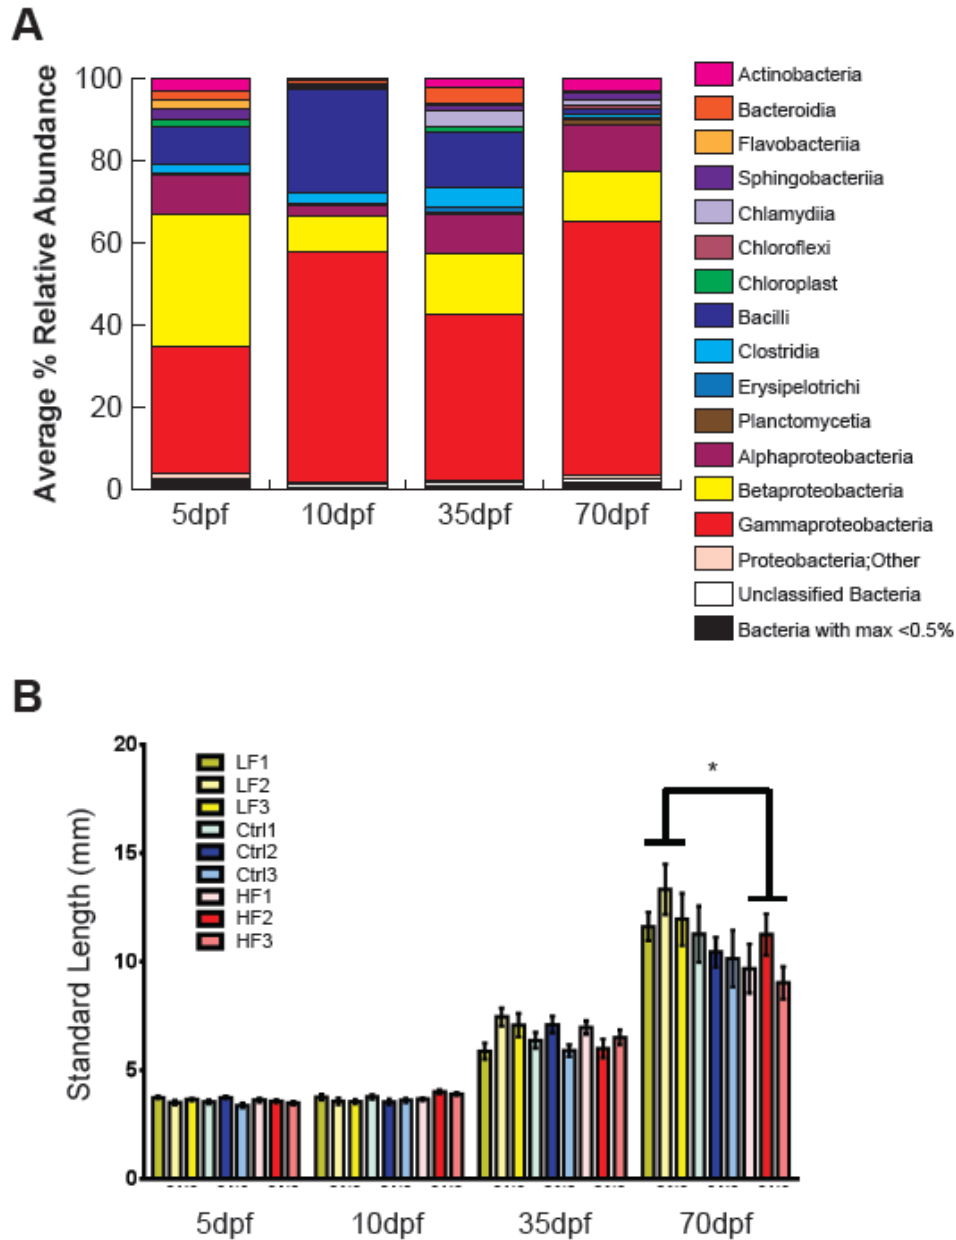 A
Average % Relative Abundance
100
80
60
40
20
0
5dpf
10dpf
35dpf
70dpf
Actinobacteria
Bacteroidia
Flavobacteriia
Sphingobacteriia
Chlamydiia
Chloroflexi
Chloroplast
Bacilli
Clostridia
Erysipelotrichi
Planctomycetia
Alphaproteobacteria
Betaproteobacteria
Gammaproteobacteria
Proteobacteria;Other
Unclassified Bacteria
Bacteria with max <0.5%
B
Standard Length (mm)
20
15
10
5
0
LF1
LF2
LF3
Ctrl1
Ctrl2
Ctrl3
HF1
HF2
HF3
*
5dpf
10dpf
35dpf
70dpf